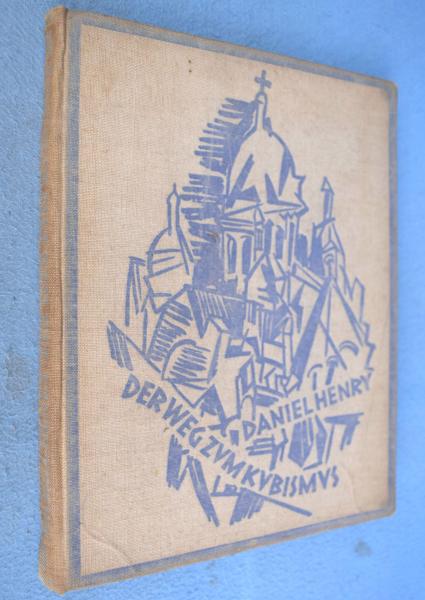 DANIEL HENRY
DER WEG ZVM KVBISMVS